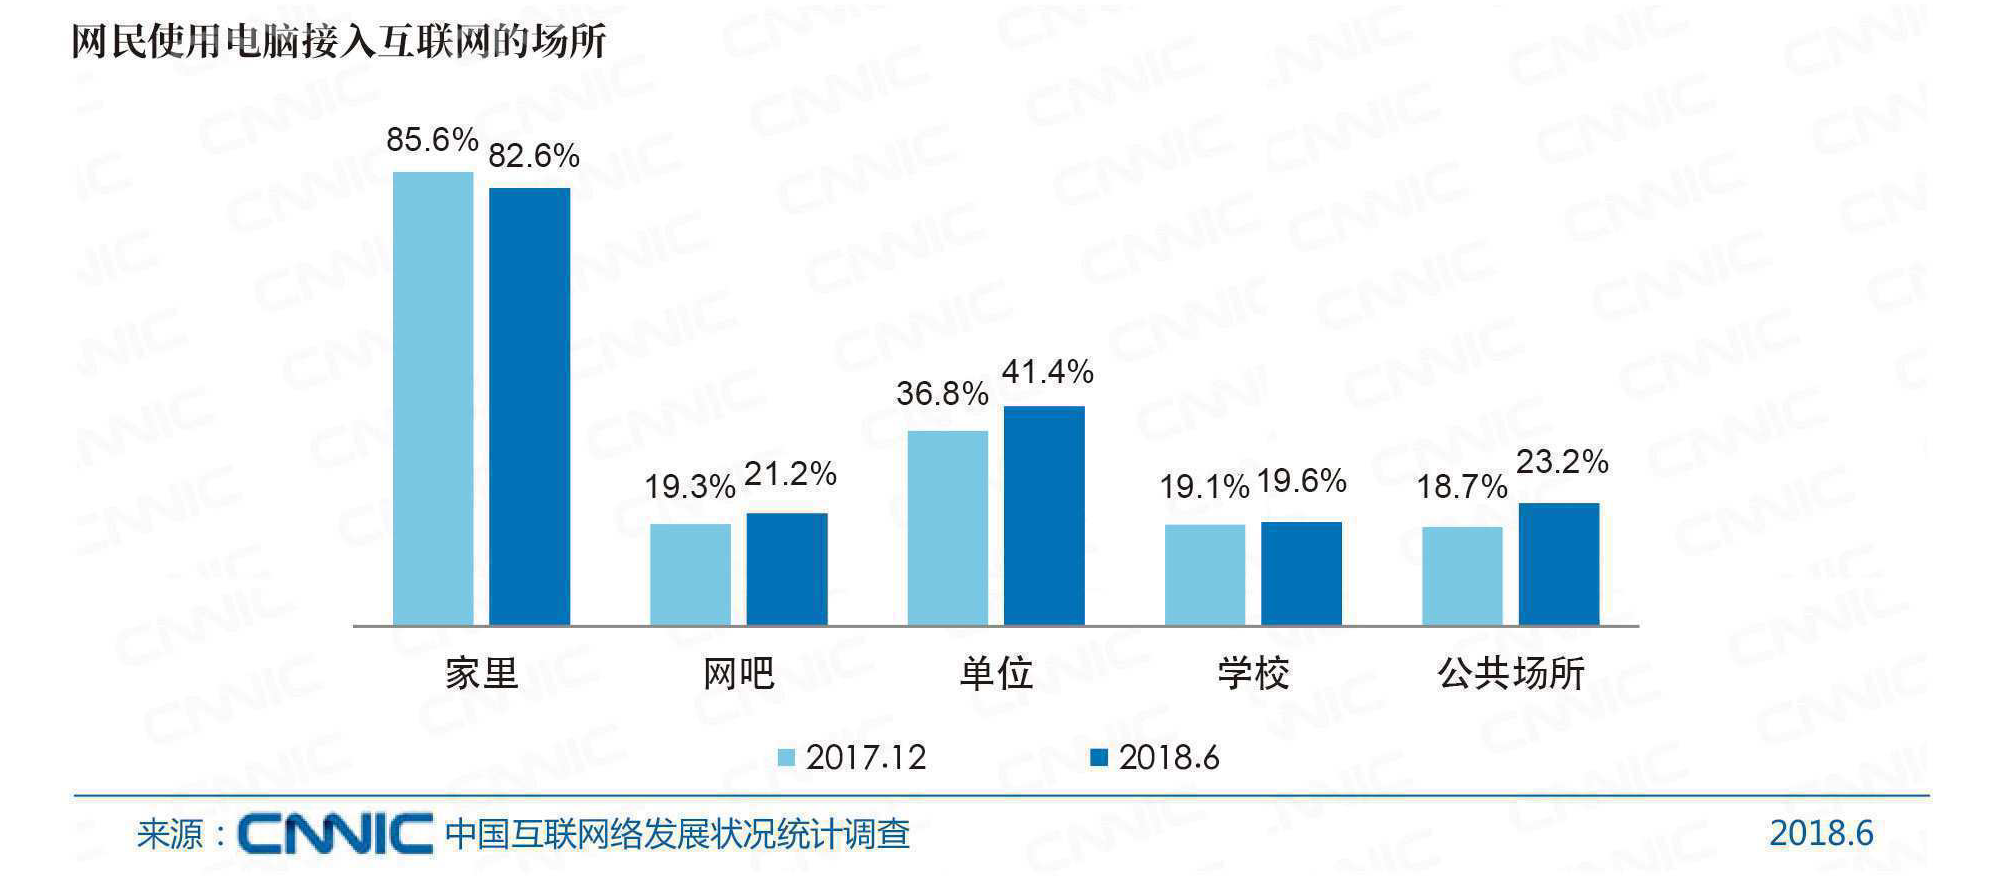 网民使用电脑接入互联网的场所
85.6% 82.6%
19.3% 21.2%
36.8% 41.4%
19.1% 19.6%
18.7% 23.2%
家里 网吧 单位 学校 公共场所
2017.12 2018.6
来源：CNNIC 中国互联网络发展状况统计调查 2018.6